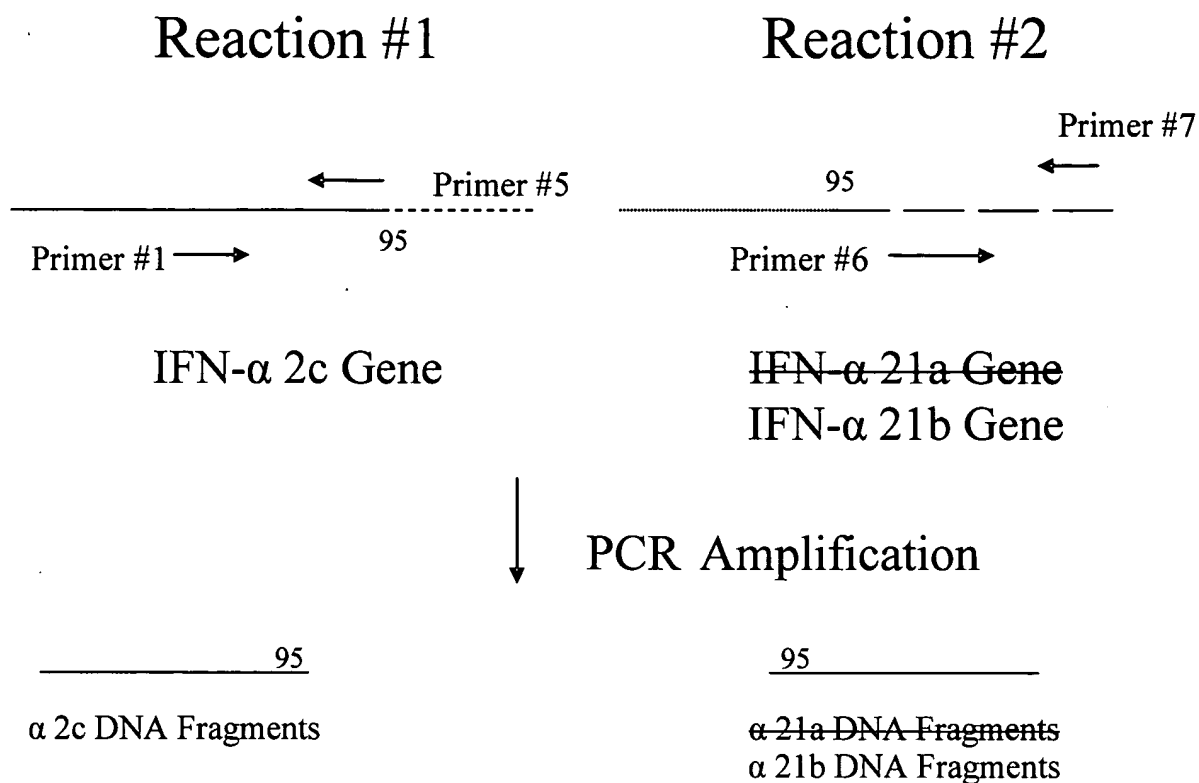 Reaction #1
Reaction #2
Primer #7
Primer #5
95
95
Primer #1
Primer #6
IFN-α 2c Gene
IFN-α 21a Gene
IFN-α 21b Gene
PCR Amplification
95
95
α 2c DNA Fragments
α 21a DNA Fragments
α 21b DNA Fragments